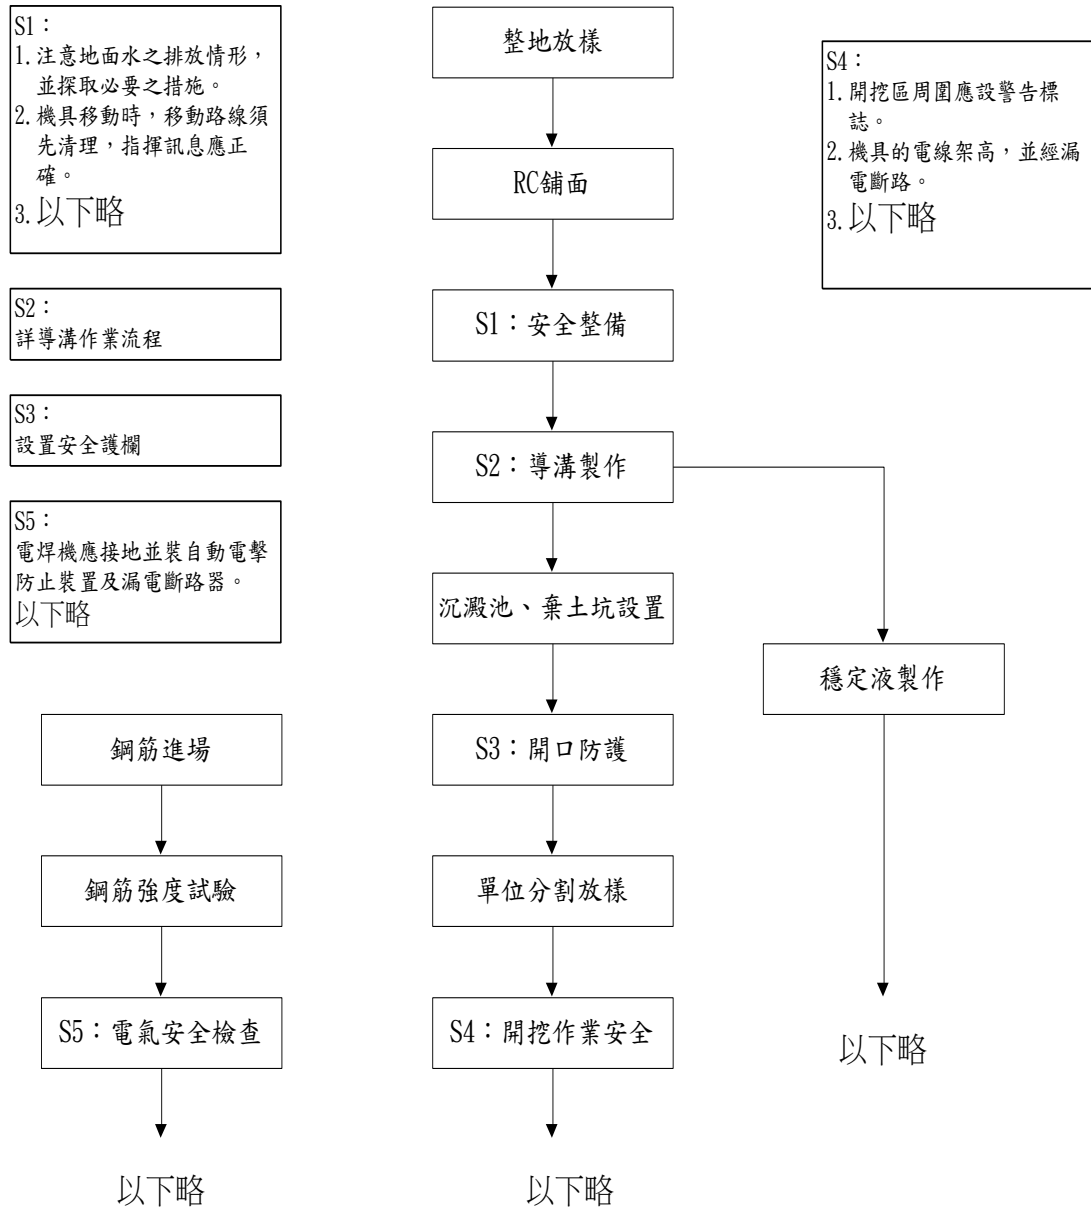 S1：
1.注意地面水之排放情形，
並探取必要之措施。
2.機具移動時，移動路線須
先清理，指揮訊息應正
確。
3.以下略
S2：
詳導溝作業流程
S3：
設置安全護欄
S5：
電焊機應接地並裝自動電擊
防止裝置及漏電斷路器。
以下略
鋼筋進場
鋼筋強度試驗
S5：電氣安全檢查
以下略
整地放樣
RC舖面
S1：安全整備
S2：導溝製作
沉澱池、棄土坑設置
S3：開口防護
單位分割放樣
S4：開挖作業安全
以下略
S4：
1.開挖區周圍應設警告標
誌。
2.機具的電線架高，並經漏
電斷路。
3.以下略
穩定液製作
以下略